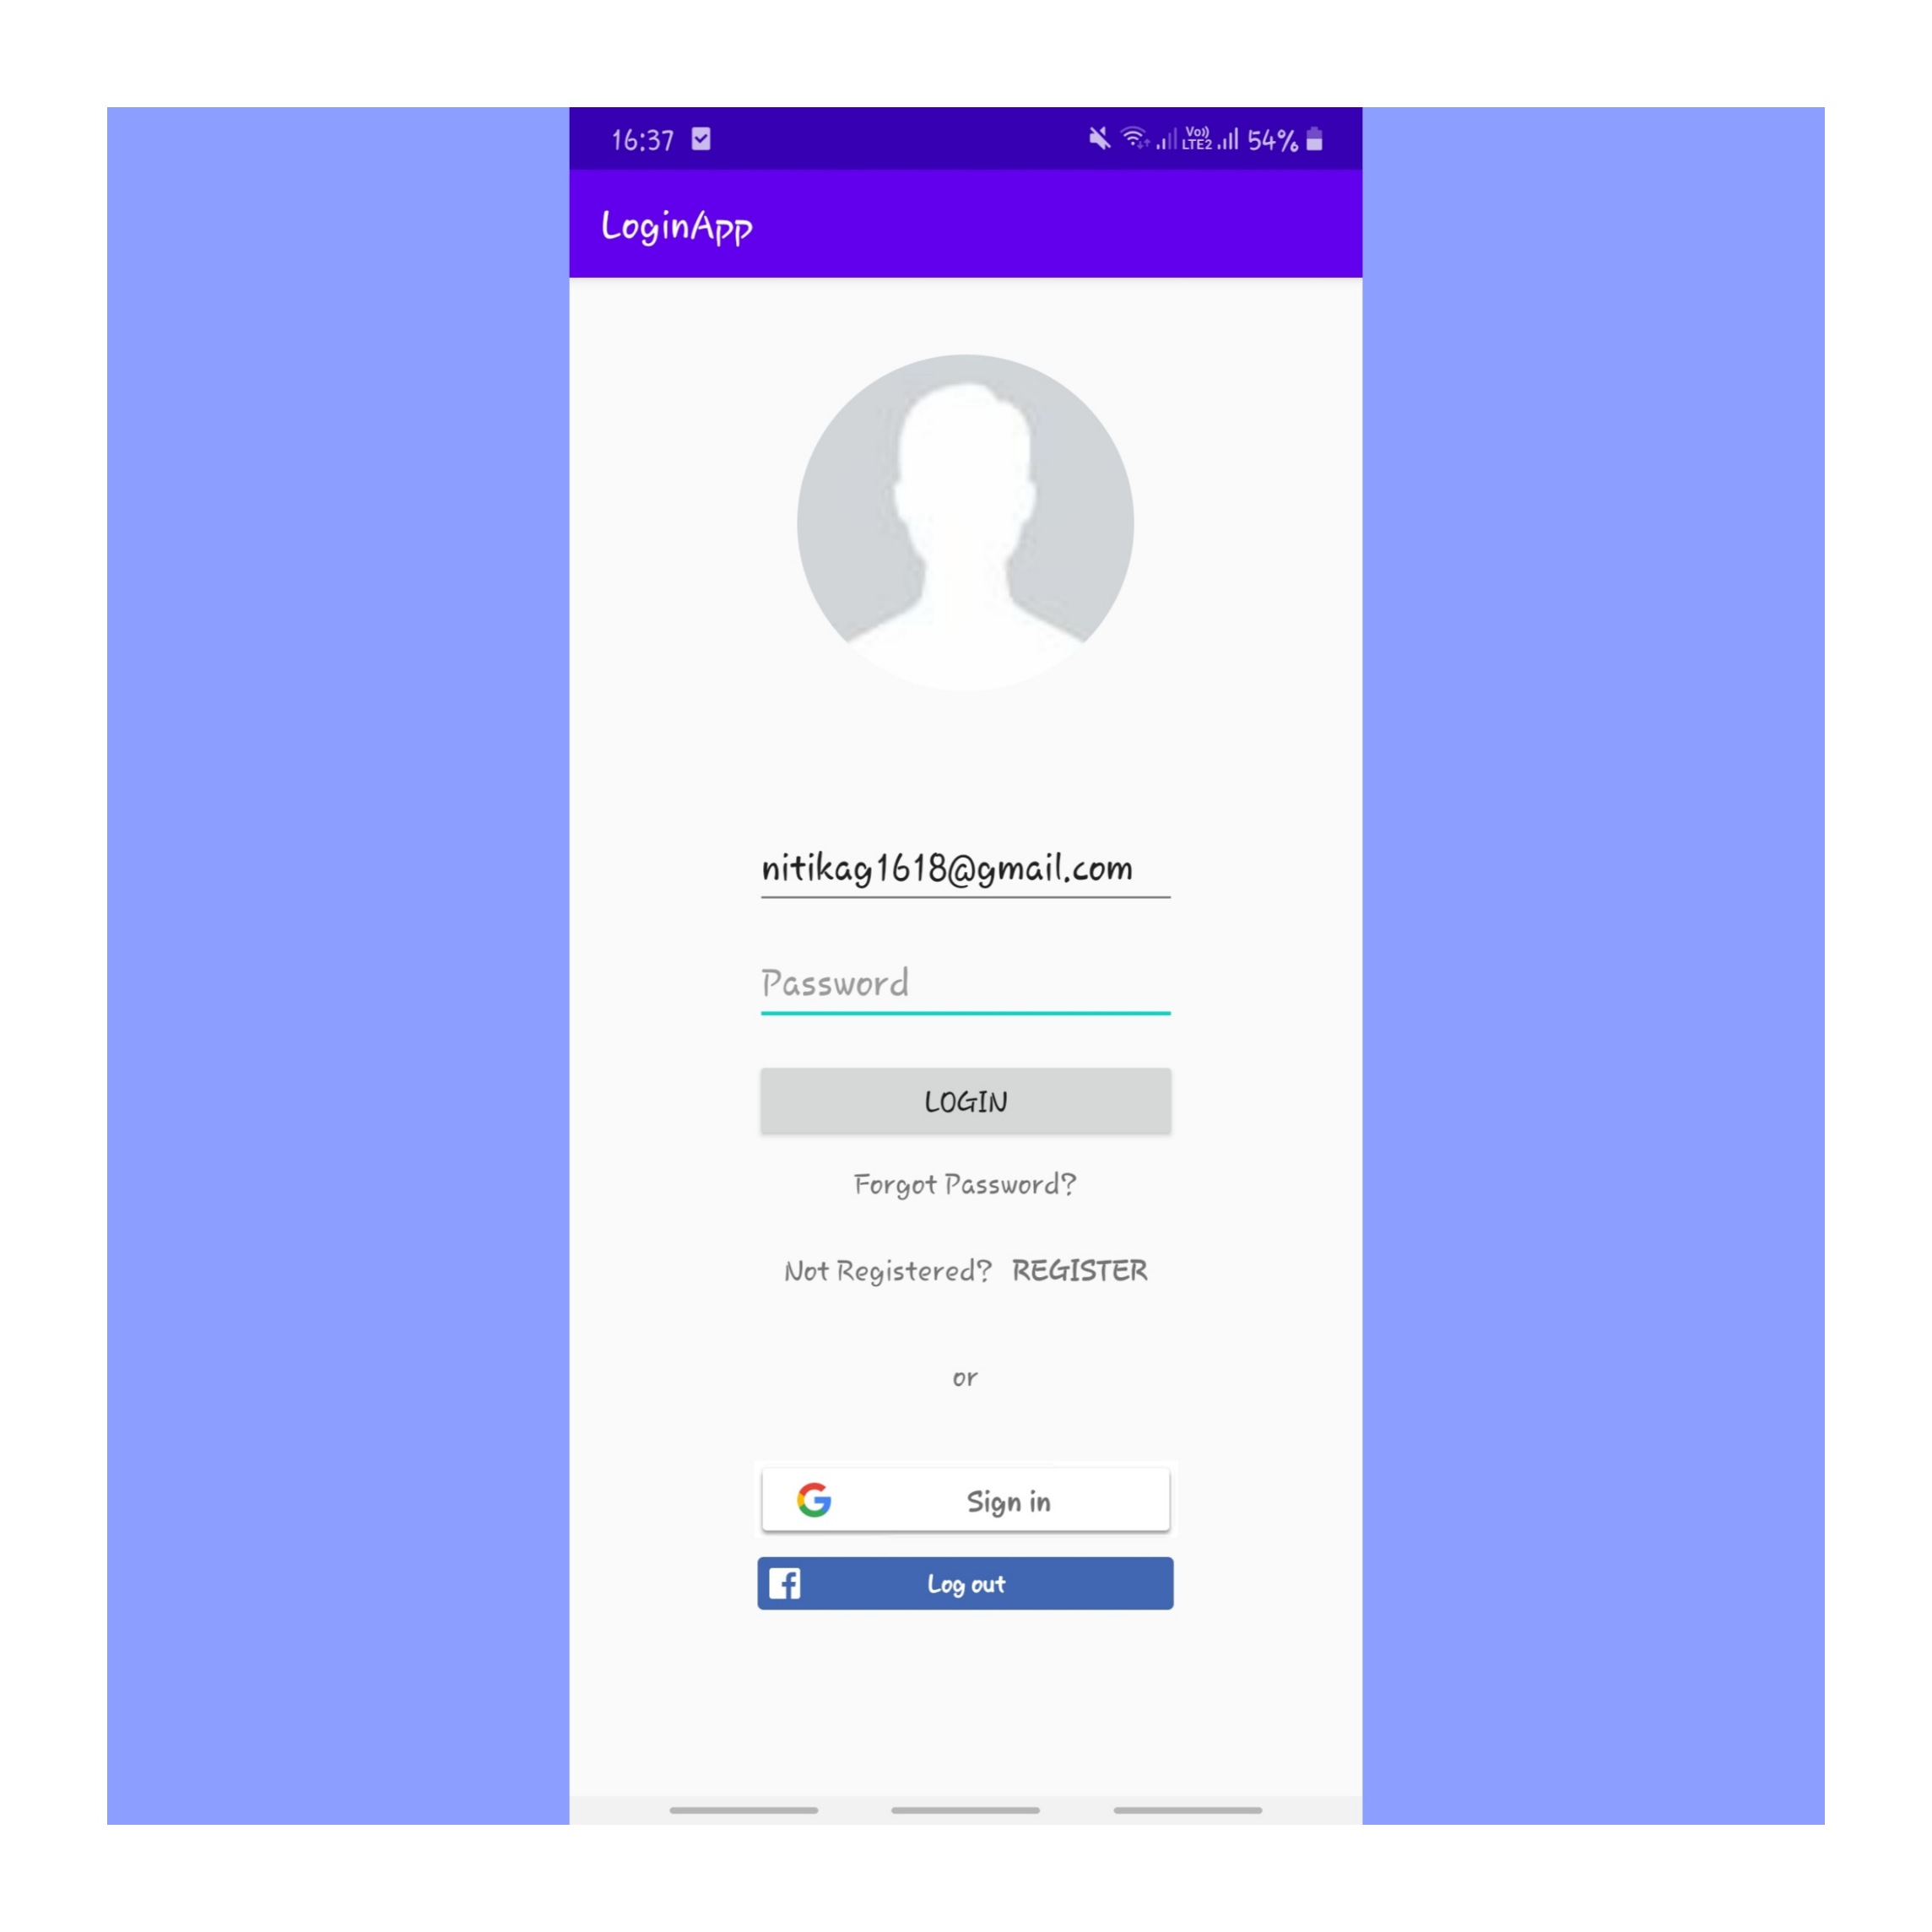 16:37 Vo)) LTE2 54%
LoginApp
nitikag1618@gmail.com
Password
LOGIN
Forgot Password?
Not Registered? REGISTER
or
G Sign in
f Log out